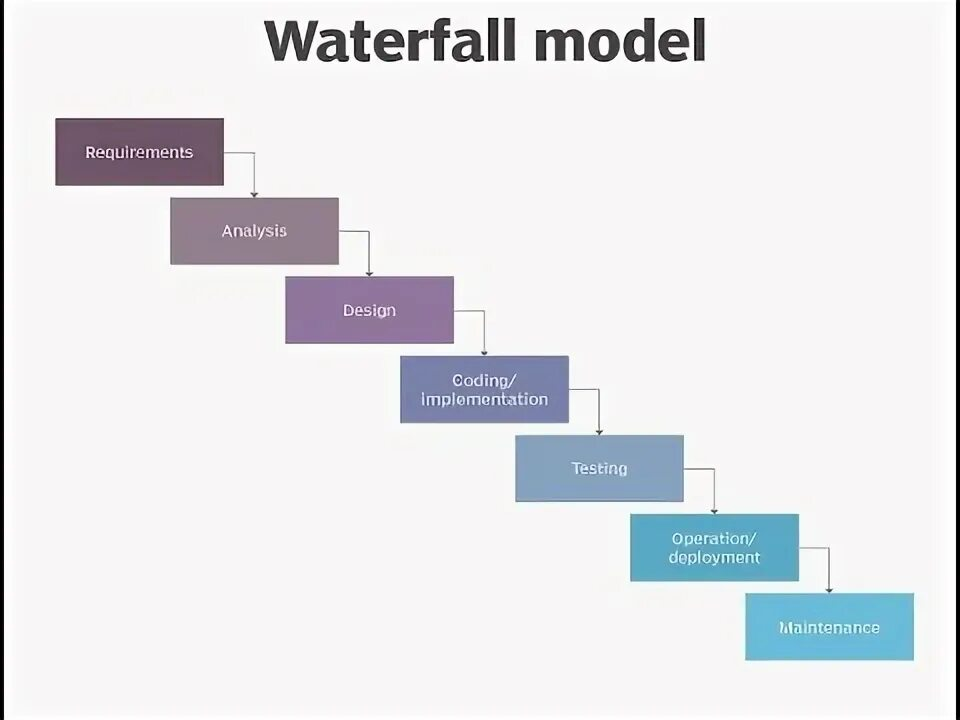 Waterfall model
Requirements
Analysis
Design
Coding/
implementation
Testing
Operation/
deployment
Maintenance